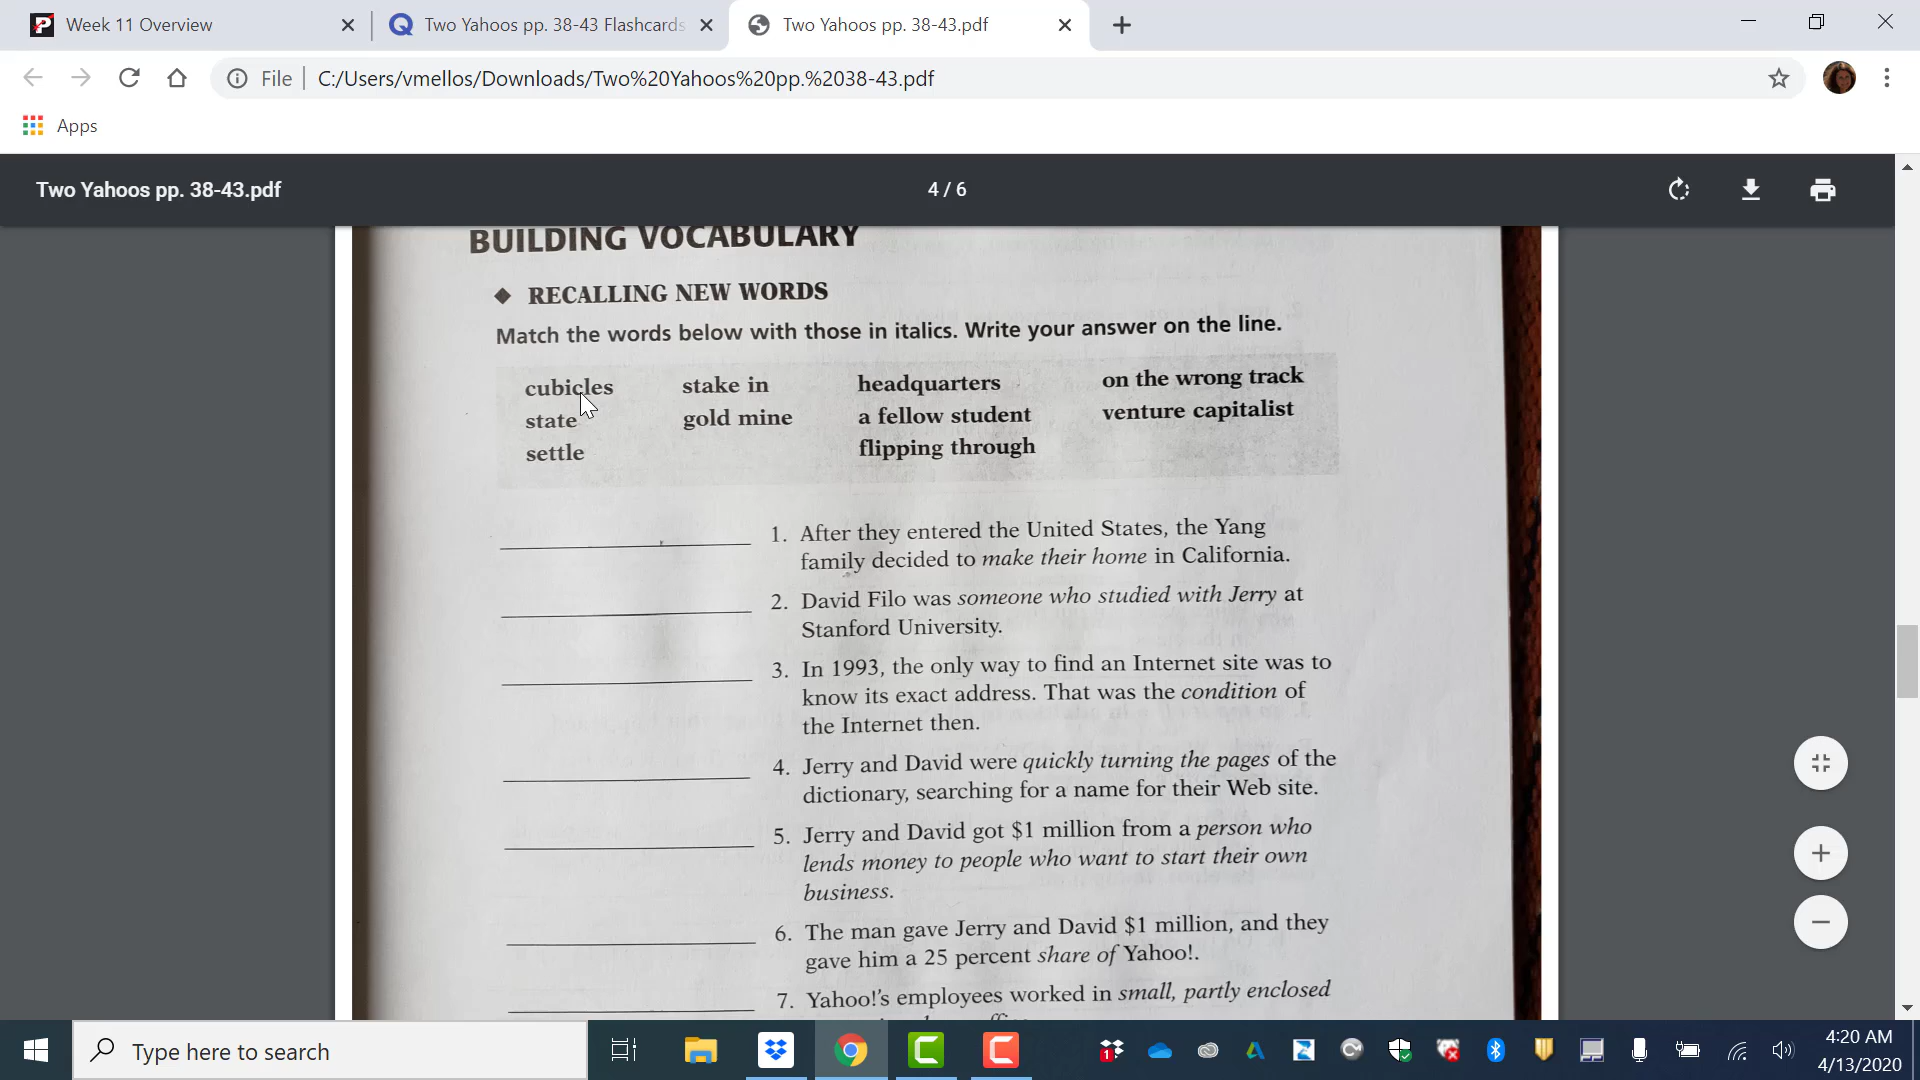 Week 11 Overview
Two Yahoos pp. 38-43 Flashcards
Two Yahoos pp. 38-43.pdf
File
C:/Users/vmellos/Downloads/Two%20Yahoos%20pp.%2038-43.pdf
Apps
Two Yahoos pp. 38-43.pdf
4 / 6
BUILDING VOCABULARY
◆ RECALLING NEW WORDS
Match the words below with those in italics. Write your answer on the line.
cubicles stake in headquarters on the wrong track
state gold mine a fellow student venture capitalist
settle flipping through
1. After they entered the United States, the Yang
family decided to make their home in California.
2. David Filo was someone who studied with Jerry at
Stanford University.
3. In 1993, the only way to find an Internet site was to
know its exact address. That was the condition of
the Internet then.
4. Jerry and David were quickly turning the pages of the
dictionary, searching for a name for their Web site.
5. Jerry and David got $1 million from a person who
lends money to people who want to start their own
business.
6. The man gave Jerry and David $1 million, and they
gave him a 25 percent share of Yahoo!.
7. Yahoo!'s employees worked in small, partly enclosed
Type here to search
4:20 AM
4/13/2020